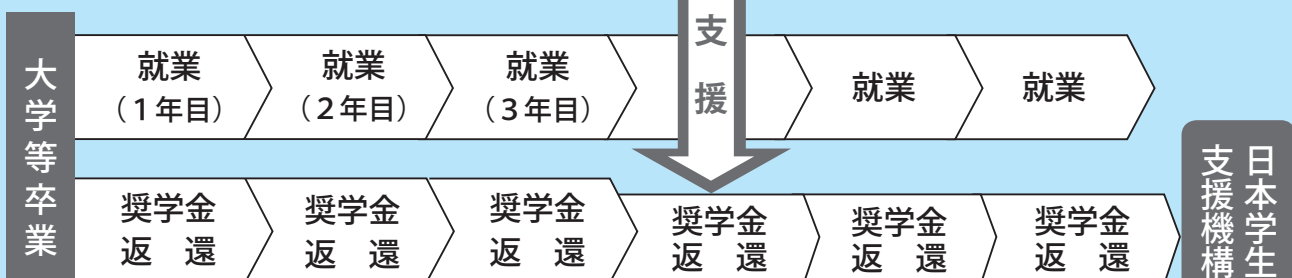 支援
大学等卒業
就業
（１年目）
就業
（２年目）
就業
（３年目）
就業
就業
奨学金
返　還
奨学金
返　還
奨学金
返　還
奨学金
返　還
奨学金
返　還
奨学金
返　還
日本学生
支援機構